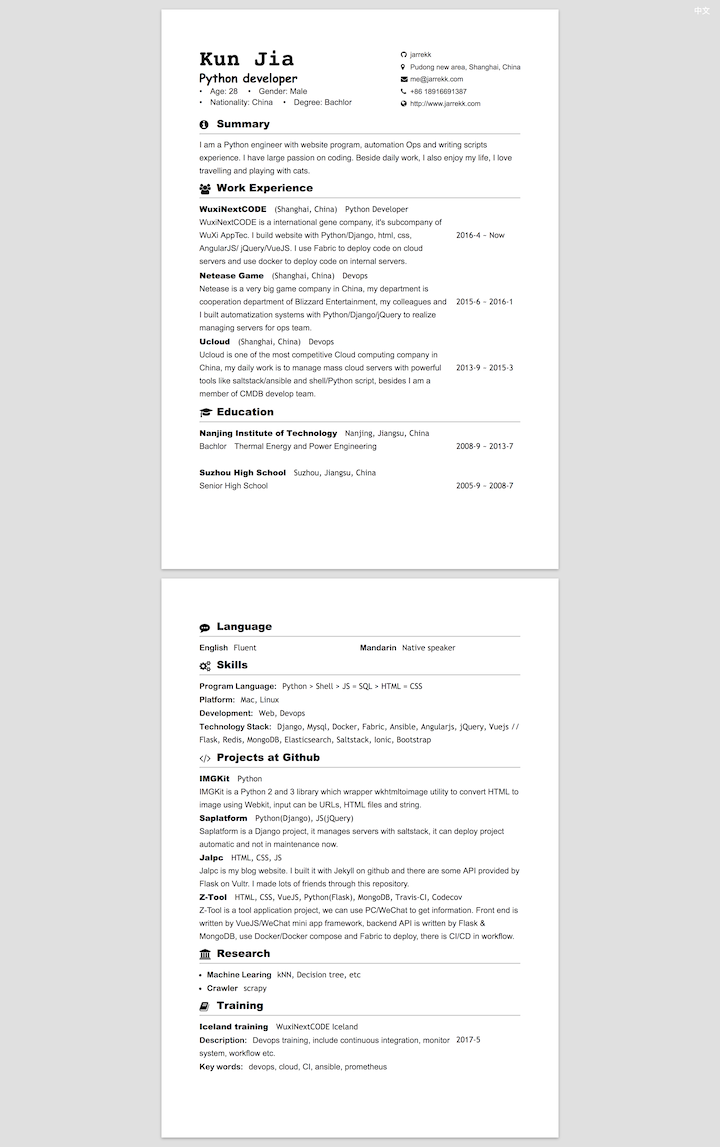 中文
Kun Jia
Python developer
• Age: 28 • Gender: Male
• Nationality: China • Degree: Bachlor
jarrekk
Pudong new area, Shanghai, China
me@jarrekk.com
+86 18916691387
http://www.jarrekk.com
Summary
I am a Python engineer with website program, automation Ops and writing scripts
experience. I have large passion on coding. Beside daily work, I also enjoy my life, I love
travelling and playing with cats.
Work Experience
WuxiNextCODE (Shanghai, China) Python Developer
WuxiNextCODE is a international gene company, it's subcompany of
WuXi AppTec. I build website with Python/Django, html, css,
AngularJS/ jQuery/VueJS. I use Fabric to deploy code on cloud
servers and use docker to deploy code on internal servers.
2016-4 – Now
Netease Game (Shanghai, China) Devops
Netease is a very big game company in China, my department is
cooperation department of Blizzard Entertainment, my colleagues and
I built automatization systems with Python/Django/jQuery to realize
managing servers for ops team.
2015-6 – 2016-1
Ucloud (Shanghai, China) Devops
Ucloud is one of the most competitive Cloud computing company in
China, my daily work is to manage mass cloud servers with powerful
tools like saltstack/ansible and shell/Python script, besides I am a
member of CMDB develop team.
2013-9 – 2015-3
Education
Nanjing Institute of Technology Nanjing, Jiangsu, China
Bachlor Thermal Energy and Power Engineering
2008-9 – 2013-7
Suzhou High School Suzhou, Jiangsu, China
Senior High School
2005-9 – 2008-7
Language
English Fluent Mandarin Native speaker
Skills
Program Language: Python > Shell > JS = SQL > HTML = CSS
Platform: Mac, Linux
Development: Web, Devops
Technology Stack: Django, Mysql, Docker, Fabric, Ansible, Angularjs, jQuery, Vuejs //
Flask, Redis, MongoDB, Elasticsearch, Saltstack, Ionic, Bootstrap
</> Projects at Github
IMGKit Python
IMGKit is a Python 2 and 3 library which wrapper wkhtmltoimage utility to convert HTML to
image using Webkit, input can be URLs, HTML files and string.
Saplatform Python(Django), JS(jQuery)
Saplatform is a Django project, it manages servers with saltstack, it can deploy project
automatic and not in maintenance now.
Jalpc HTML, CSS, JS
Jalpc is my blog website. I built it with Jekyll on github and there are some API provided by
Flask on Vultr. I made lots of friends through this repository.
Z-Tool HTML, CSS, VueJS, Python(Flask), MongoDB, Travis-CI, Codecov
Z-Tool is a tool application project, we can use PC/WeChat to get information. Front end is
written by VueJS/WeChat mini app framework, backend API is written by Flask &
MongoDB, use Docker/Docker compose and Fabric to deploy, there is CI/CD in workflow.
Research
• Machine Learing kNN, Decision tree, etc
• Crawler scrapy
Training
Iceland training WuxiNextCODE Iceland
Description: Devops training, include continuous integration, monitor
system, workflow etc.
2017-5
Key words: devops, cloud, CI, ansible, prometheus